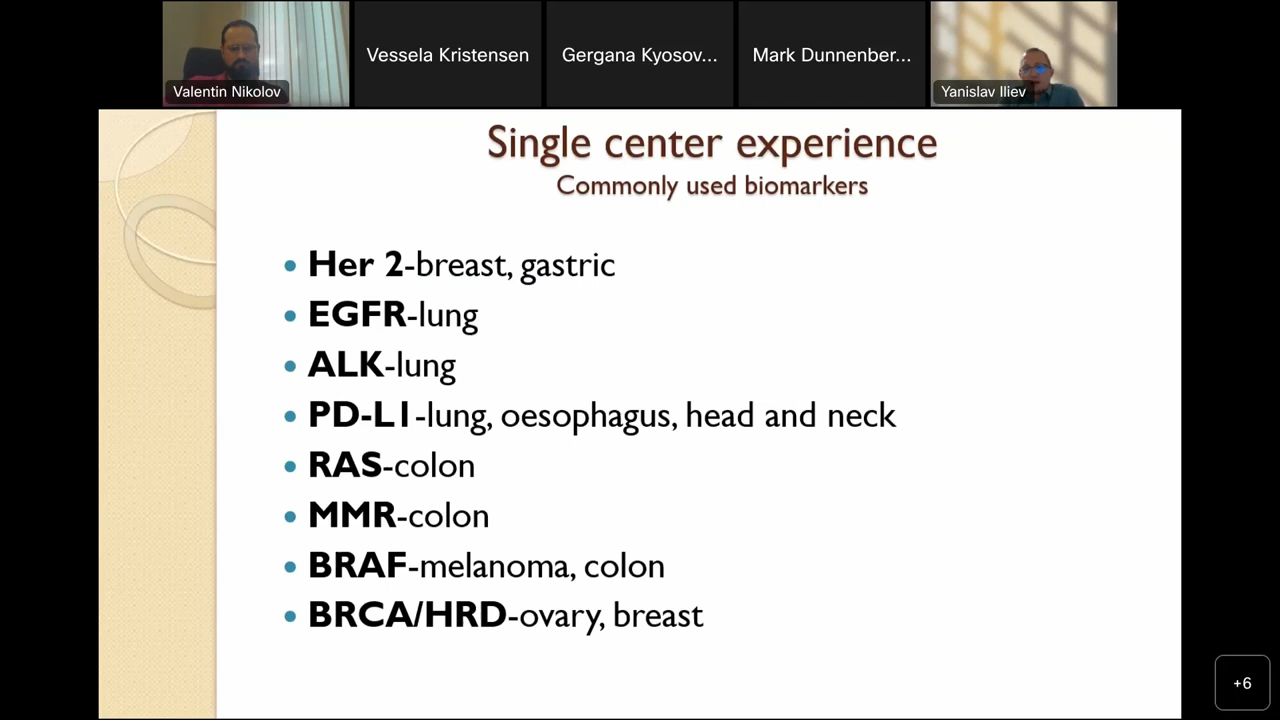 Valentin Nikolov
Vessela Kristensen
Gergana Kyosov...
Mark Dunnenber...
Yanislav Iliev
Single center experience
Commonly used biomarkers
• Her 2-breast, gastric
• EGFR-lung
• ALK-lung
• PD-L1-lung, oesophagus, head and neck
• RAS-colon
• MMR-colon
• BRAF-melanoma, colon
• BRCA/HRD-ovary, breast
+6